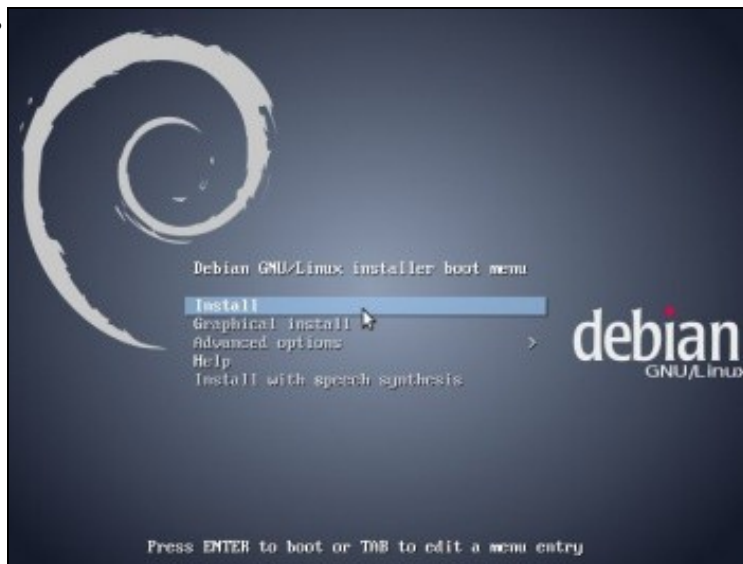 Debian GNU/Linux installer boot menu
Install
Graphical install
Advanced options >
Help
Install with speech synthesis
debian
GNU/Linux
Press ENTER to boot or TAB to edit a menu entry